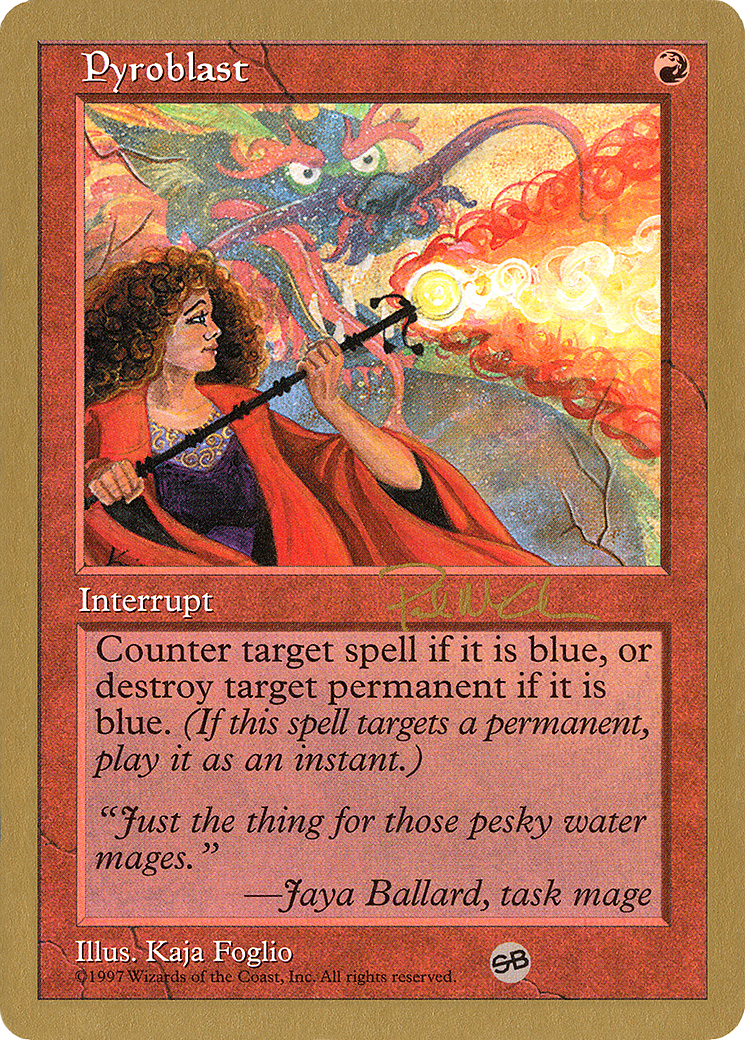 Pyroblast
Interrupt
Counter target spell if it is blue, or
destroy target permanent if it is
blue. (If this spell targets a permanent,
play it as an instant.)
“Just the thing for those pesky water
mages.”
—Jaya Ballard, task mage
Illus. Kaja Foglio
©1997 Wizards of the Coast, Inc. All rights reserved.
SB